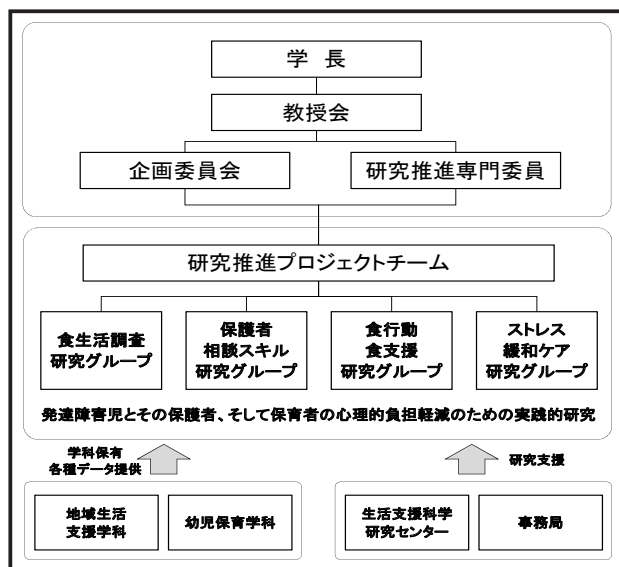 学 長
教授会
企画委員会
研究推進専門委員
研究推進プロジェクトチーム
食生活調査
研究グループ
保護者
相談スキル
研究グループ
食行動
食支援
研究グループ
ストレス
緩和ケア
研究グループ
発達障害児とその保護者、そして保育者の心理的負担軽減のための実践的研究
学科保有
各種データ提供
研究支援
地域生活
支援学科
幼児保育学科
生活支援科学
研究センター
事務局